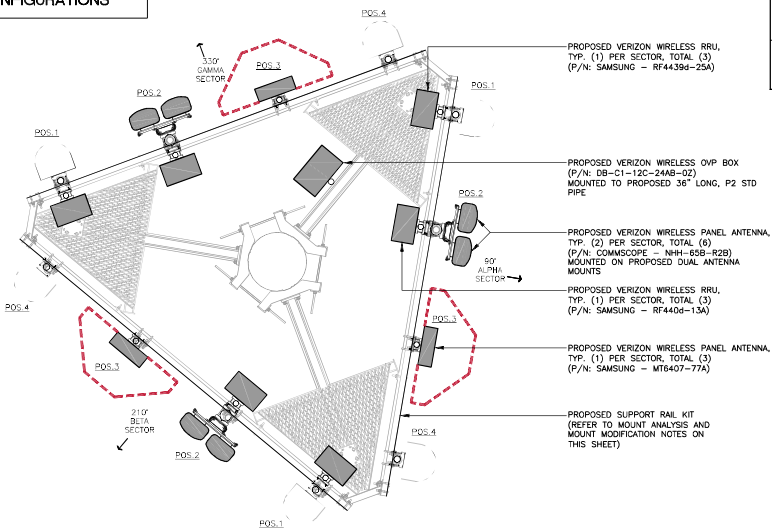 POS.4
330°
GAMMA
SECTOR
POS.3
POS.2
POS.1
POS.1
PROPOSED VERIZON WIRELESS RRU,
TYP. (1) PER SECTOR, TOTAL (3)
(P/N: SAMSUNG - RF4439d-25A)
PROPOSED VERIZON WIRELESS OVP BOX
(P/N: DB-C1-12C-24AB-0Z)
MOUNTED TO PROPOSED 36" LONG, P2 STD
PIPE
POS.2
PROPOSED VERIZON WIRELESS PANEL ANTENNA,
TYP. (2) PER SECTOR, TOTAL (6)
(P/N: COMMSCOPE - NHH-65B-R2B)
MOUNTED ON PROPOSED DUAL ANTENNA
MOUNTS
90°
ALPHA
SECTOR
PROPOSED VERIZON WIRELESS RRU,
TYP. (1) PER SECTOR, TOTAL (3)
(P/N: SAMSUNG - RF440d-13A)
POS.4
POS.3
PROPOSED VERIZON WIRELESS PANEL ANTENNA,
TYP. (1) PER SECTOR, TOTAL (3)
(P/N: SAMSUNG - MT6407-77A)
POS.3
210°
BETA
SECTOR
PROPOSED SUPPORT RAIL KIT
(REFER TO MOUNT ANALYSIS AND
MOUNT MODIFICATION NOTES ON
THIS SHEET)
POS.4
POS.2
POS.1